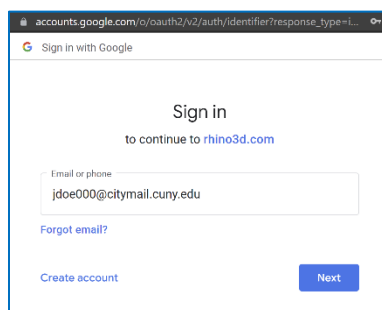 accounts.google.com/o/oauth2/v2/auth/identifier?response_type=i...
G Sign in with Google
Sign in
to continue to rhino3d.com
Email or phone
jdoe000@citymail.cuny.edu
Forgot email?
Create account Next